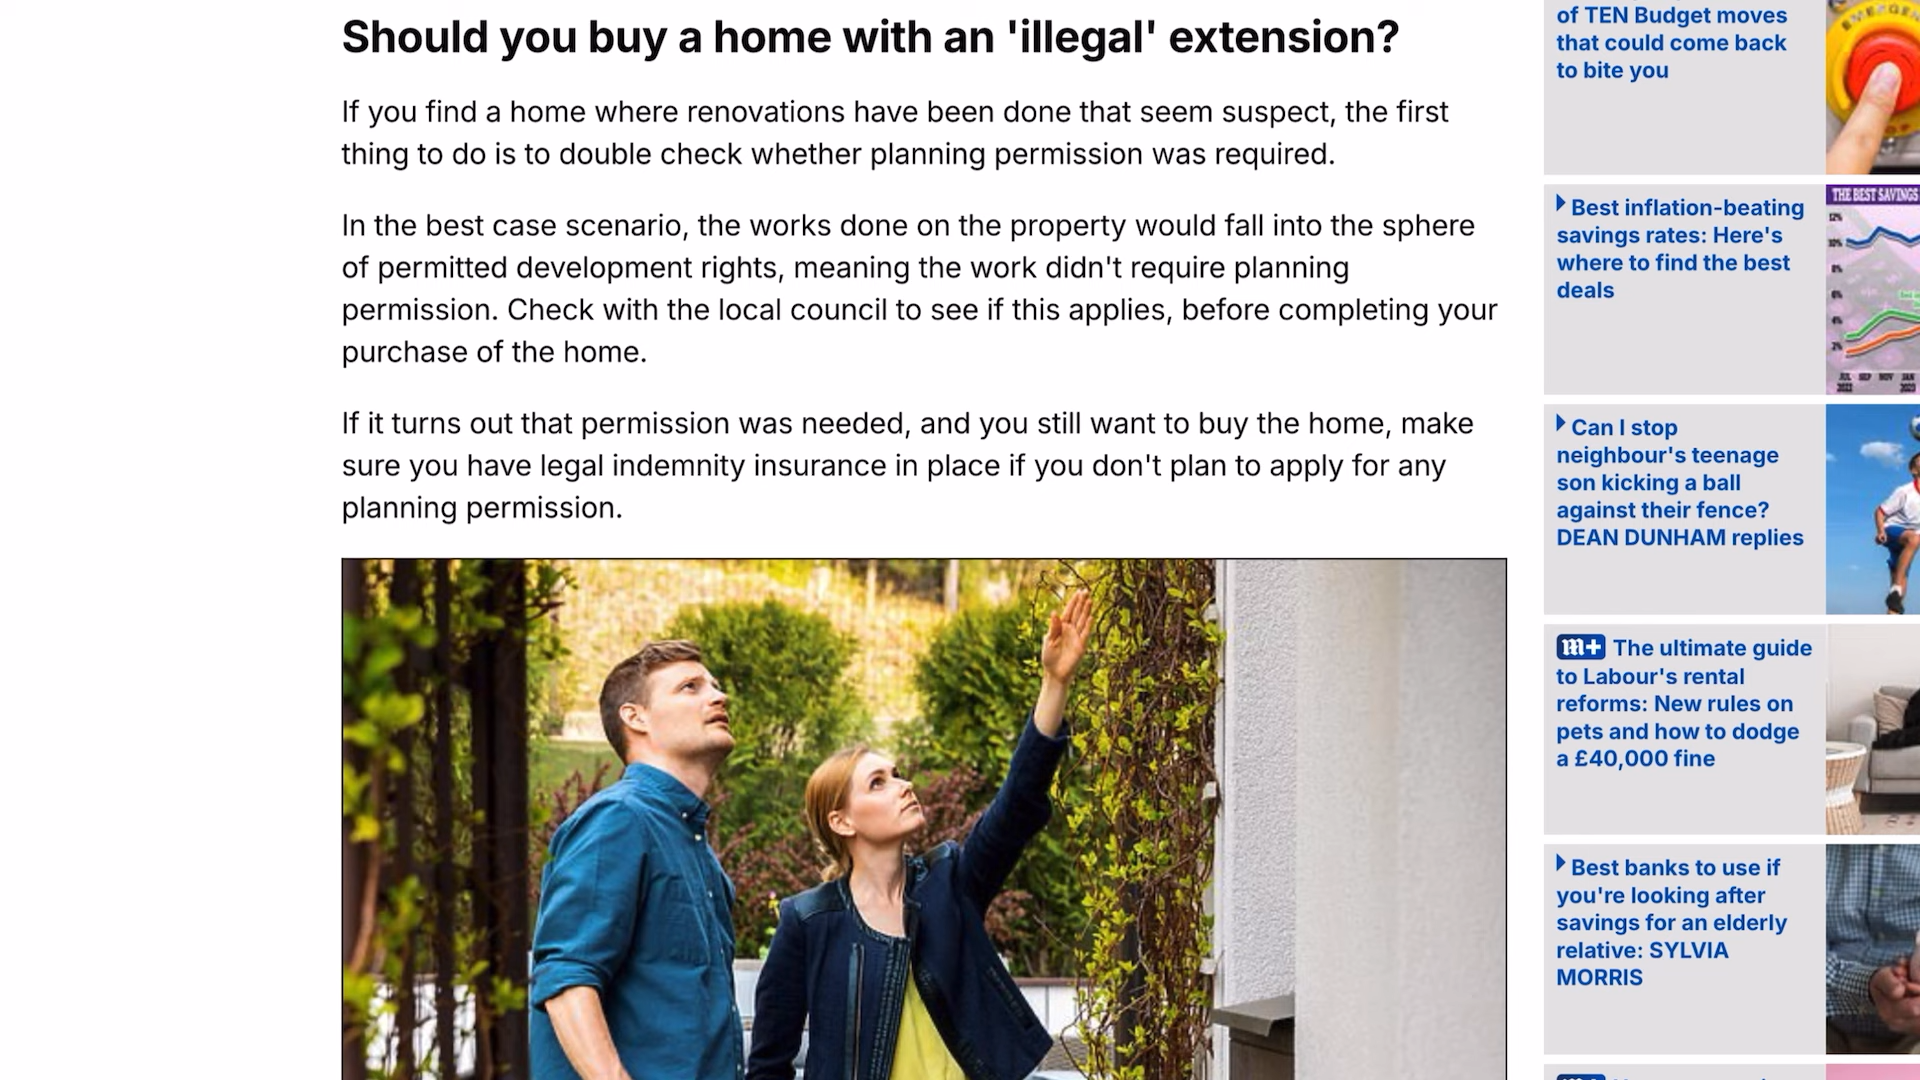 Should you buy a home with an 'illegal' extension?
If you find a home where renovations have been done that seem suspect, the first
thing to do is to double check whether planning permission was required.
In the best case scenario, the works done on the property would fall into the sphere
of permitted development rights, meaning the work didn't require planning
permission. Check with the local council to see if this applies, before completing your
purchase of the home.
If it turns out that permission was needed, and you still want to buy the home, make
sure you have legal indemnity insurance in place if you don't plan to apply for any
planning permission.
of TEN Budget moves
that could come back
to bite you
Best inflation-beating
savings rates: Here's
where to find the best
deals
THE BEST SAVINGS
Can I stop
neighbour's teenage
son kicking a ball
against their fence?
DEAN DUNHAM replies
m+ The ultimate guide
to Labour's rental
reforms: New rules on
pets and how to dodge
a £40,000 fine
Best banks to use if
you're looking after
savings for an elderly
relative: SYLVIA
MORRIS